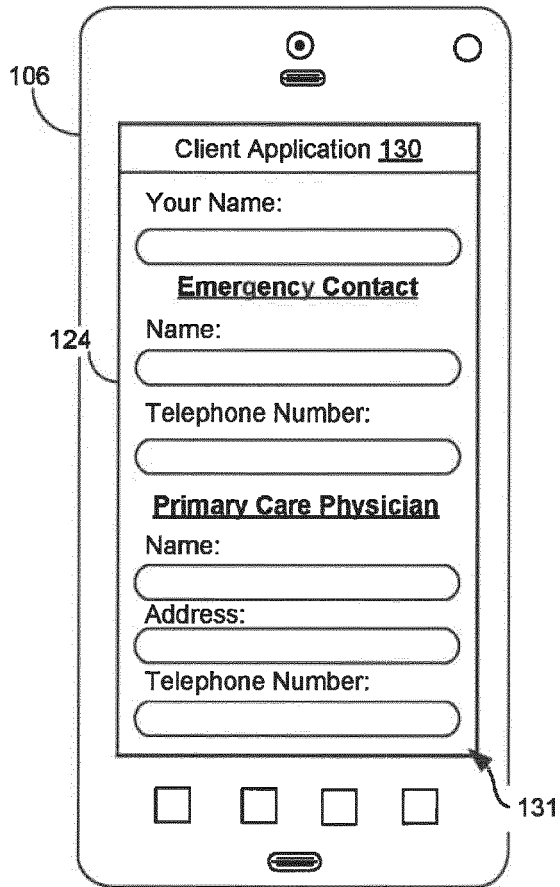 106
Client Application 130
Your Name:
Emergency Contact
124
Name:
Telephone Number:
Primary Care Physician
Name:
Address:
Telephone Number:
131